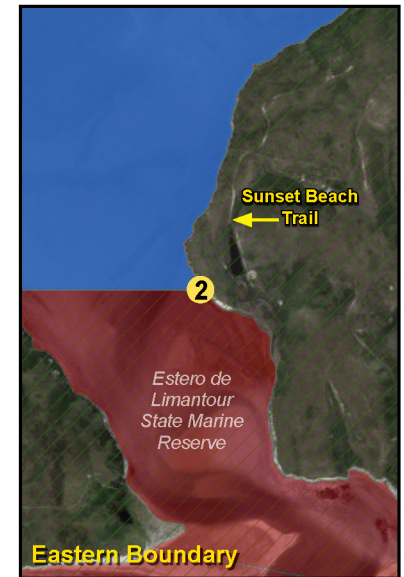 Sunset Beach
Trail
2
Estero de
Limantour
State Marine
Reserve
Eastern Boundary